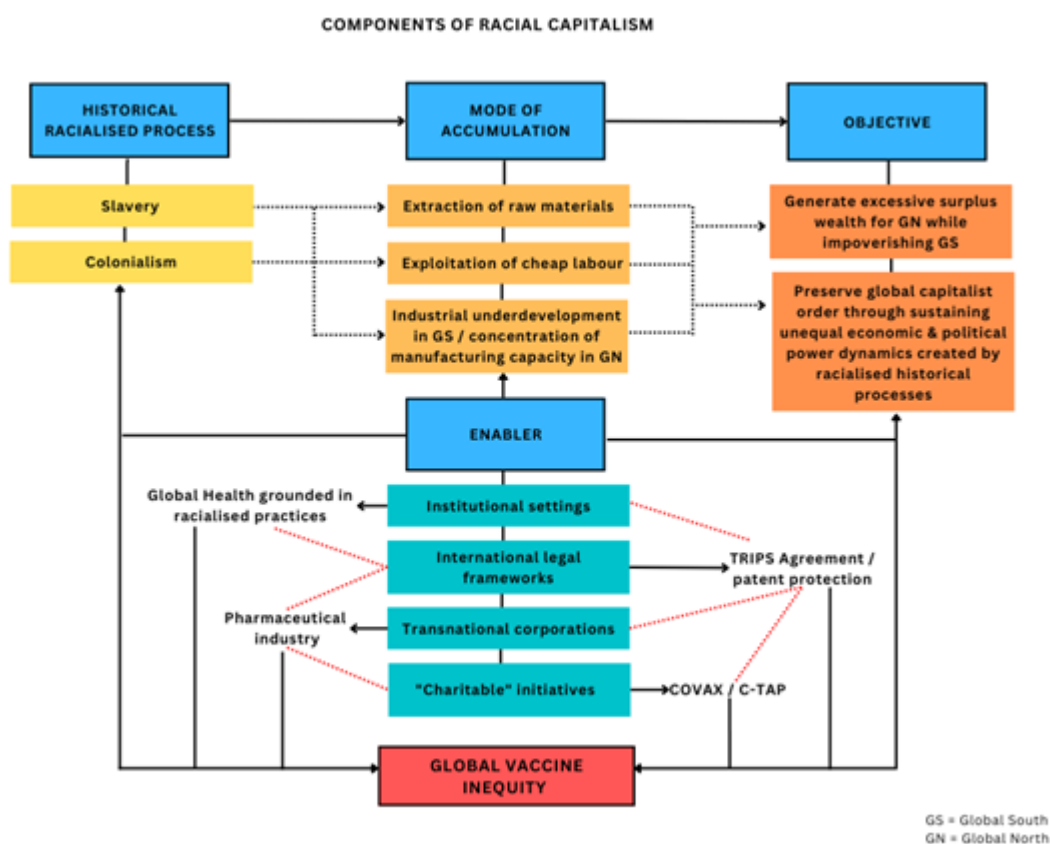 COMPONENTS OF RACIAL CAPITALISM
HISTORICAL
RACIALISED PROCESS
MODE OF
ACCUMULATION
OBJECTIVE
Slavery
Colonialism
Extraction of raw materials
Exploitation of cheap labour
Industrial underdevelopment
in GS / concentration of
manufacturing capacity in GN
Generate excessive surplus
wealth for GN while
impoverishing GS
Preserve global capitalist
order through sustaining
unequal economic & political
power dynamics created by
racialised historical
processes
ENABLER
Global Health grounded in
racialised practices
Institutional settings
International legal
frameworks
TRIPS Agreement /
patent protection
Pharmaceutical
industry
Transnational corporations
"Charitable" initiatives
COVAX / C-TAP
GLOBAL VACCINE
INEQUITY
GS = Global South
GN = Global North